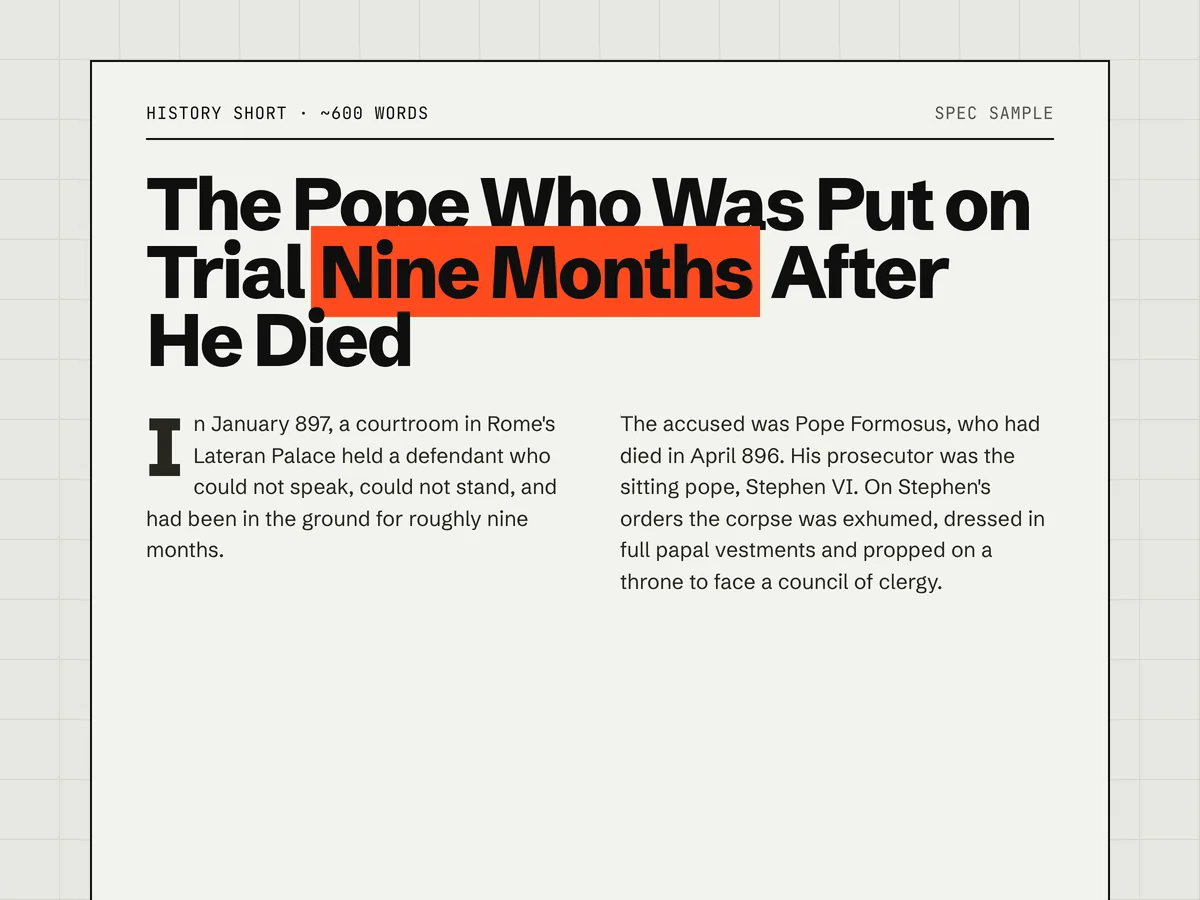 HISTORY SHORT · ~600 WORDS
SPEC SAMPLE
The Pope Who Was Put on
Trial Nine Months After
He Died
In January 897, a courtroom in Rome's
Lateran Palace held a defendant who
could not speak, could not stand, and
had been in the ground for roughly nine
months.
The accused was Pope Formosus, who had
died in April 896. His prosecutor was the
sitting pope, Stephen VI. On Stephen's
orders the corpse was exhumed, dressed in
full papal vestments and propped on a
throne to face a council of clergy.